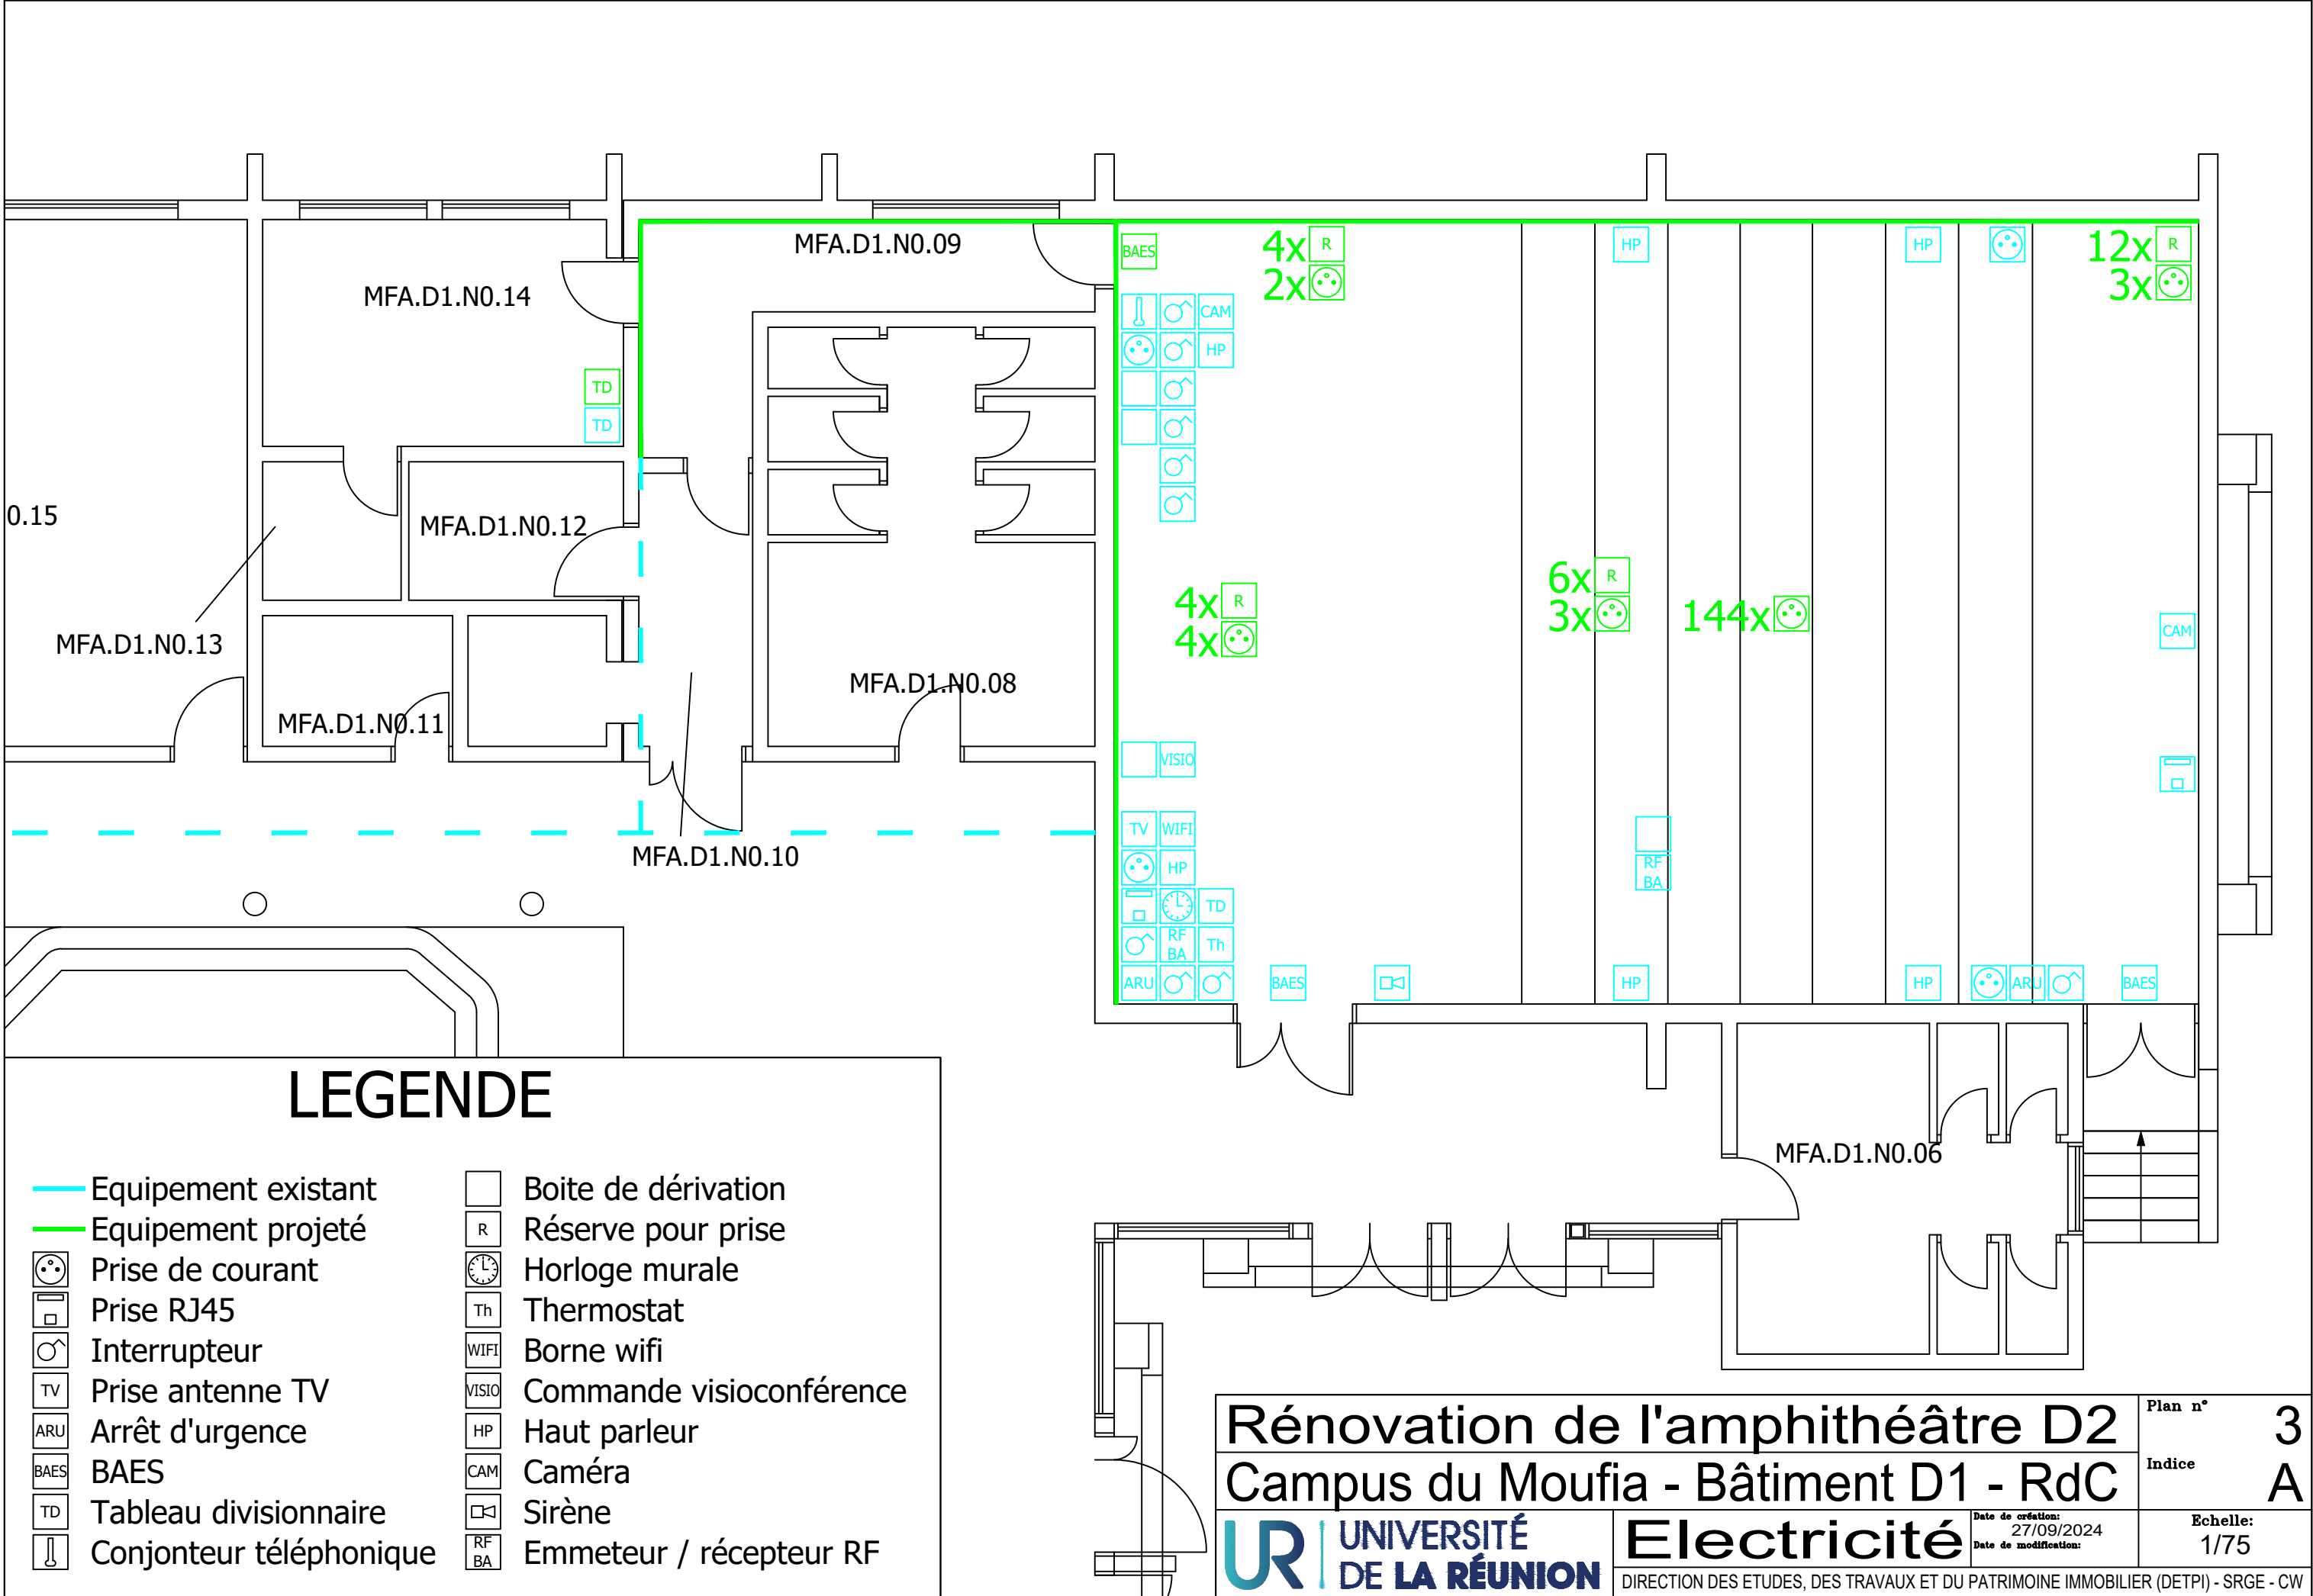 MFA.D1.N0.09
MFA.D1.N0.14
BAES
4x R
2x
HP
HP
12x R
3x
CAM
HP
TD
TD
0.15
MFA.D1.N0.12
MFA.D1.N0.13
MFA.D1.N0.11
MFA.D1.N0.08
MFA.D1.N0.10
4x R
4x
6x R
3x
144x
CAM
VISIO
TV WIFI
HP
TD
RF
BA
Th
RF
BA
ARU
BAES
HP
HP
ARU
BAES
MFA.D1.N0.06
LEGENDE
Equipement existant
Equipement projeté
Prise de courant
Prise RJ45
Interrupteur
TV Prise antenne TV
ARU Arrêt d'urgence
BAES BAES
TD Tableau divisionnaire
Conjonteur téléphonique
Boite de dérivation
R Réserve pour prise
Horloge murale
Th Thermostat
WIFI Borne wifi
VISIO Commande visioconférence
HP Haut parleur
CAM Caméra
Sirène
RF
BA Emmeteur / récepteur RF
Rénovation de l'amphithéâtre D2
Campus du Moufia - Bâtiment D1 - RdC
Plan n° 3
Indice A
UR UNIVERSITÉ
DE LA RÉUNION
Electricité
Date de création:
27/09/2024
Date de modification:
Echelle:
1/75
DIRECTION DES ETUDES, DES TRAVAUX ET DU PATRIMOINE IMMOBILIER (DETPI) - SRGE - CW